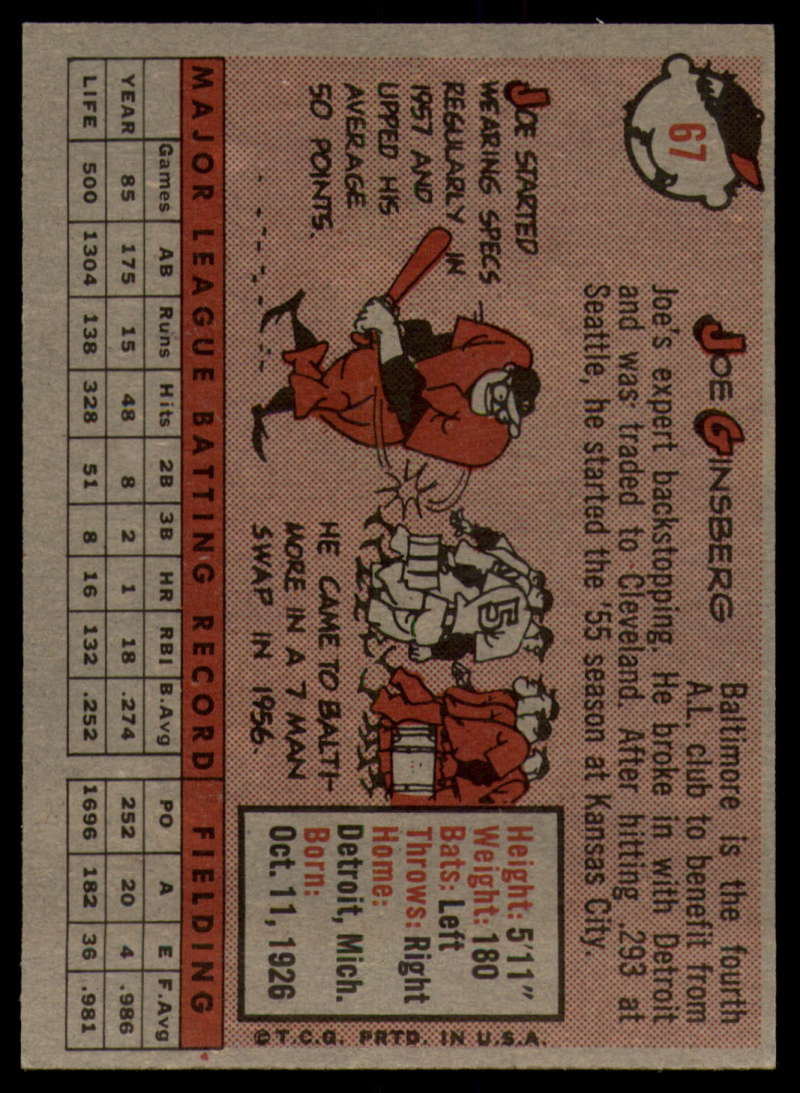 67
JOE GINSBERG
Baltimore is the fourth
A.L. club to benefit from
Joe's expert backstopping. He broke in with Detroit
and was traded to Cleveland. After hitting .293 at
Seattle, he started the '55 season at Kansas City.
JOE STARTED
WEARING SPECS
REGULARLY IN
1957 AND
UPPED HIS
AVERAGE
50 POINTS.
5
HE CAME TO BALTI-
MORE IN A 7 MAN
SWAP IN 1956.
Height: 5'11"
Weight: 180
Bats: Left
Throws: Right
Home:
Detroit, Mich.
Born:
Oct. 11, 1926
© T.C.G. PRTD. IN U.S.A.
MAJOR LEAGUE BATTING RECORD FIELDING
Games AB Runs Hits 2B 3B HR RBI B.Avg PO A E F.Avg
YEAR 85 175 15 48 8 2 1 18 .274 252 20 4 .986
LIFE 500 1304 138 328 51 8 16 132 .252 1696 182 36 .981